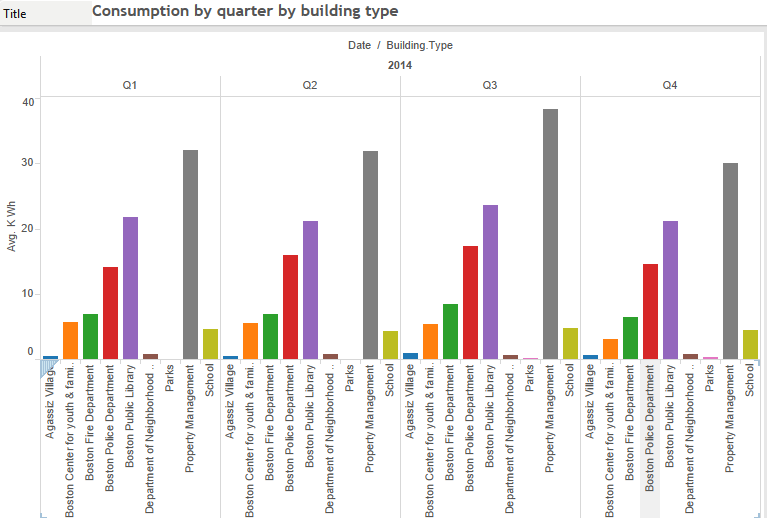 Title
Consumption by quarter by building type
Date / Building.Type
2014
Q1
Q2
Q3
Q4
Avg. K Wh
40
30
20
10
0
Agassiz Village
Boston Center for youth & fami..
Boston Fire Department
Boston Police Department
Boston Public Library
Department of Neighborhood ..
Parks
Property Management
School
Agassiz Village
Boston Center for youth & fami..
Boston Fire Department
Boston Police Department
Boston Public Library
Department of Neighborhood ..
Parks
Property Management
School
Agassiz Village
Boston Center for youth & fami..
Boston Fire Department
Boston Police Department
Boston Public Library
Department of Neighborhood ..
Parks
Property Management
School
Agassiz Village
Boston Center for youth & fami..
Boston Fire Department
Boston Police Department
Boston Public Library
Department of Neighborhood ..
Parks
Property Management
School